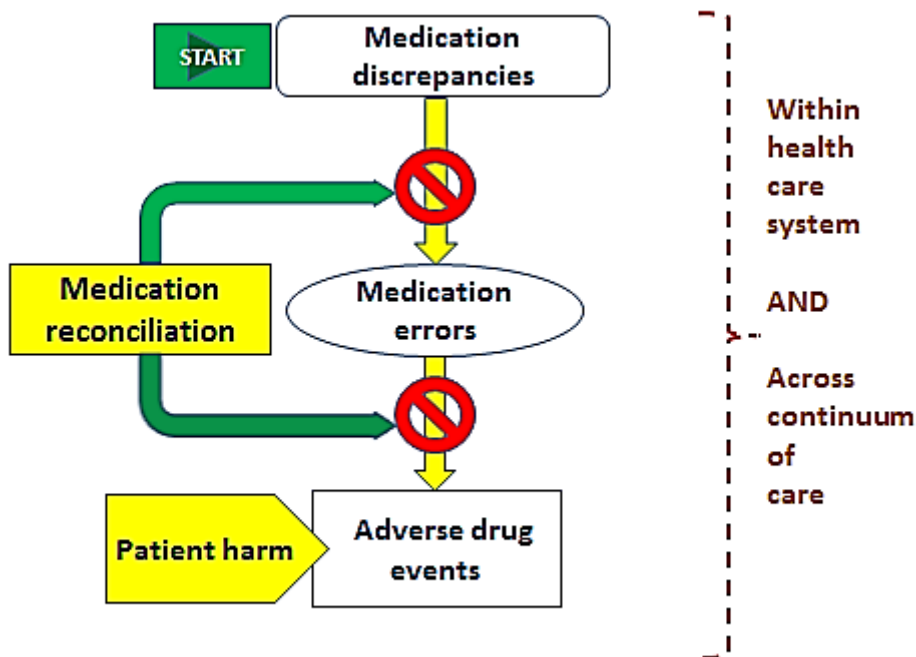 START
Medication
discrepancies
Medication
reconciliation
Medication
errors
Patient harm
Adverse drug
events
Within
health
care
system
AND
Across
continuum
of
care